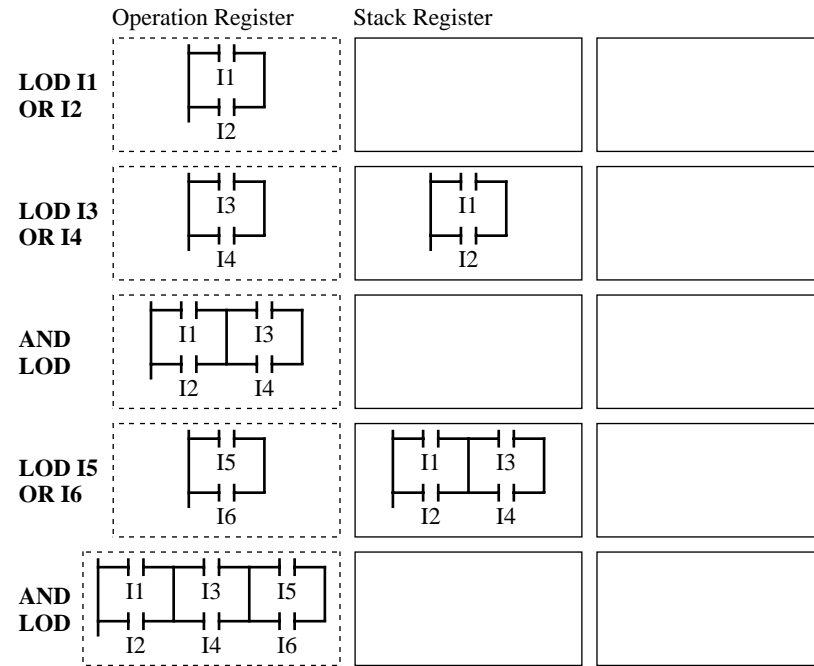 Operation Register Stack Register
LOD I1
OR I2
I1
I2
LOD I3
OR I4
I3
I4
I1
I2
AND
LOD
I1 I3
I2 I4
LOD I5
OR I6
I5
I6
I1 I3
I2 I4
AND
LOD
I1 I3 I5
I2 I4 I6